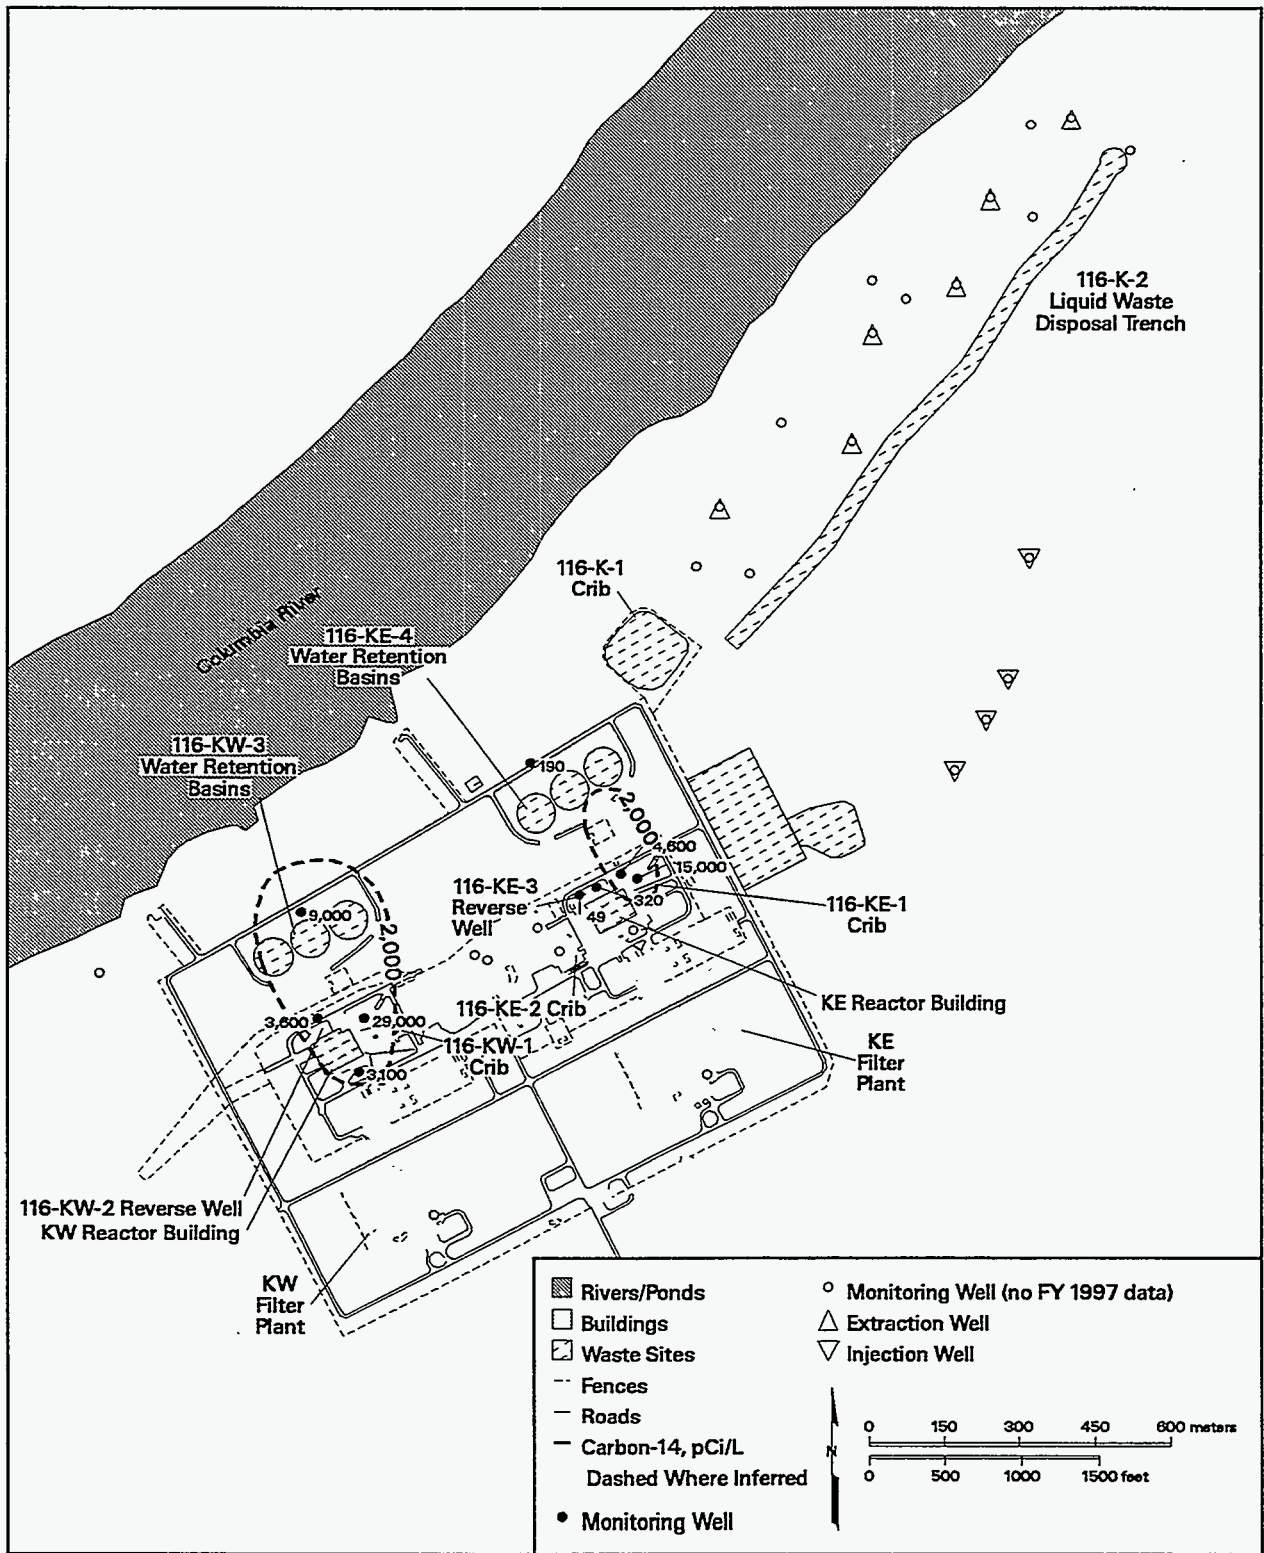 116-K-2
Liquid Waste
Disposal Trench
116-K-1
Crib
Columbia River
116-KE-4
Water Retention
Basins
116-KW-3
Water Retention
Basins
190
2,000
4,600
15,000
116-KE-3
Reverse
Well
320
49
116-KE-1
Crib
9,000
2,000
KE Reactor Building
116-KE-2 Crib
3,600
29,000
116-KW-1
Crib
KE
Filter
Plant
3,100
116-KW-2 Reverse Well
KW Reactor Building
KW
Filter
Plant
Rivers/Ponds
Buildings
Waste Sites
Fences
Roads
Carbon-14, pCi/L
Dashed Where Inferred
Monitoring Well
Monitoring Well (no FY 1997 data)
Extraction Well
Injection Well
N
0 150 300 450 600 meters
0 500 1000 1500 feet